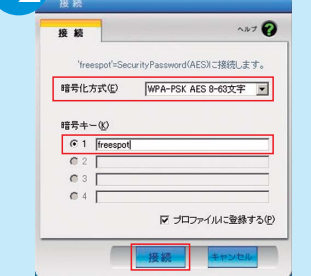 2
接続
接続
ヘルプ ?
'freespot'=SecurityPassword(AES)に接続します。
暗号化方式(E) WPA-PSK AES 8-63文字
暗号キー(K)
1 freespot
2
3
4
プロファイルに登録する(P)
接続 キャンセル